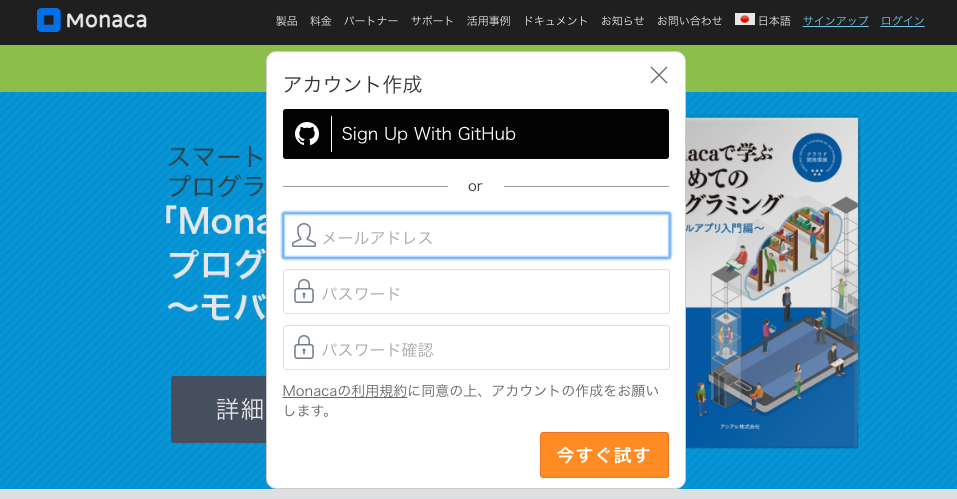 Monaca
製品 料金 パートナー サポート 活用事例 ドキュメント お知らせ お問い合わせ 日本語 サインアップ ログイン
アカウント作成
Sign Up With GitHub
or
メールアドレス
パスワード
パスワード確認
Monacaの利用規約に同意の上、アカウントの作成をお願い
します。
今すぐ試す
スマート
プログラ
「Mona
プログ
〜モバ
詳細
nacaで学ぶ
めての
グラミング
ルアプリ入門編〜
クラウド
開発環境
アシアル株式会社